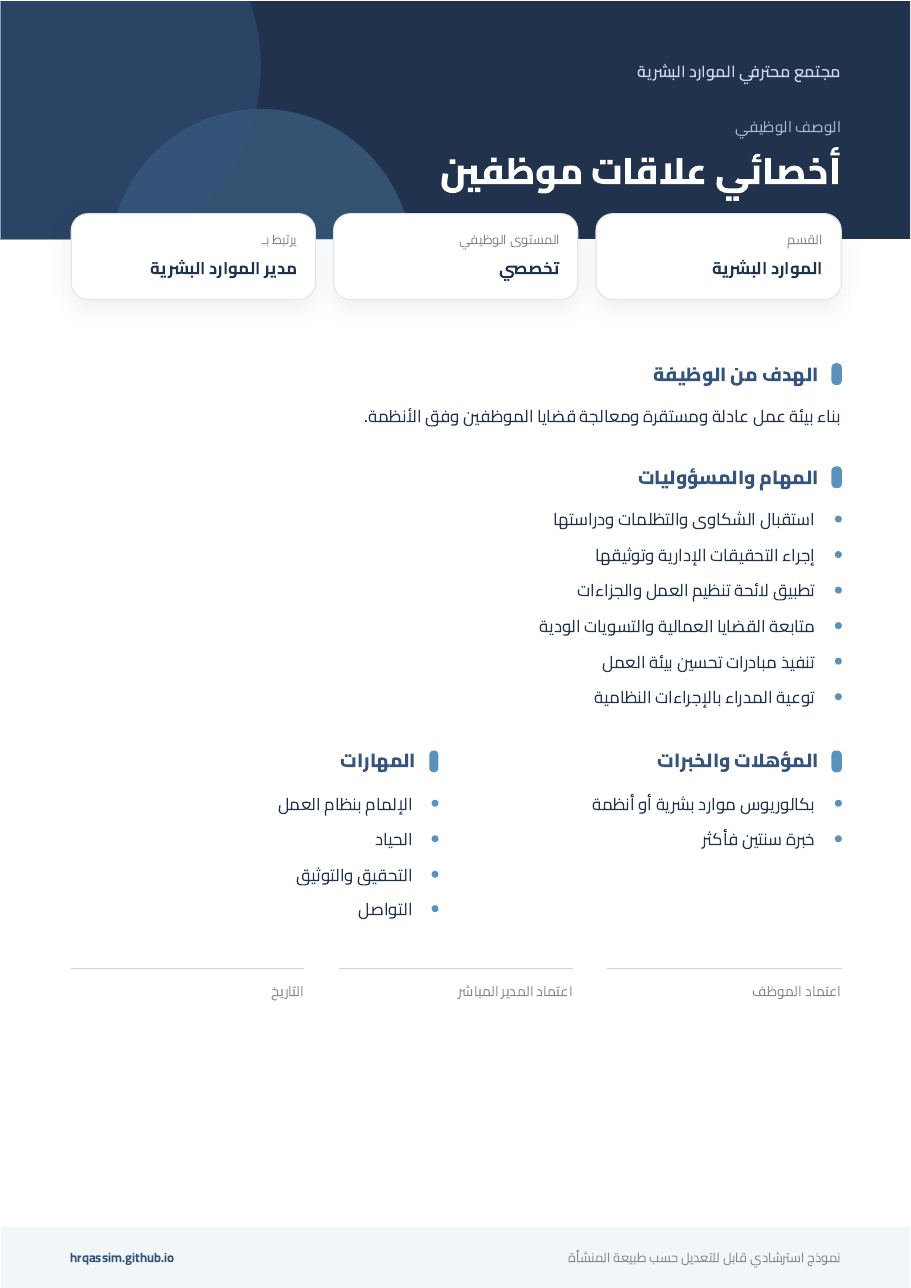 مجتمع محترفي الموارد البشرية
الوصف الوظيفي
أخصائي علاقات موظفين
القسم
الموارد البشرية
المستوى الوظيفي
تخصصي
يرتبط بـ
مدير الموارد البشرية
الهدف من الوظيفة
بناء بيئة عمل عادلة ومستقرة ومعالجة قضايا الموظفين وفق الأنظمة.
المهام والمسؤوليات
استقبال الشكاوى والتظلمات ودراستها
إجراء التحقيقات الإدارية وتوثيقها
تطبيق لائحة تنظيم العمل والجزاءات
متابعة القضايا العمالية والتسويات الودية
تنفيذ مبادرات تحسين بيئة العمل
توعية المدراء بالإجراءات النظامية
المؤهلات والخبرات
بكالوريوس موارد بشرية أو أنظمة
خبرة سنتين فأكثر
المهارات
الإلمام بنظام العمل
الحياد
التحقيق والتوثيق
التواصل
اعتماد الموظف
اعتماد المدير المباشر
التاريخ
نموذج استرشادي قابل للتعديل حسب طبيعة المنشأة
hrqassim.github.io